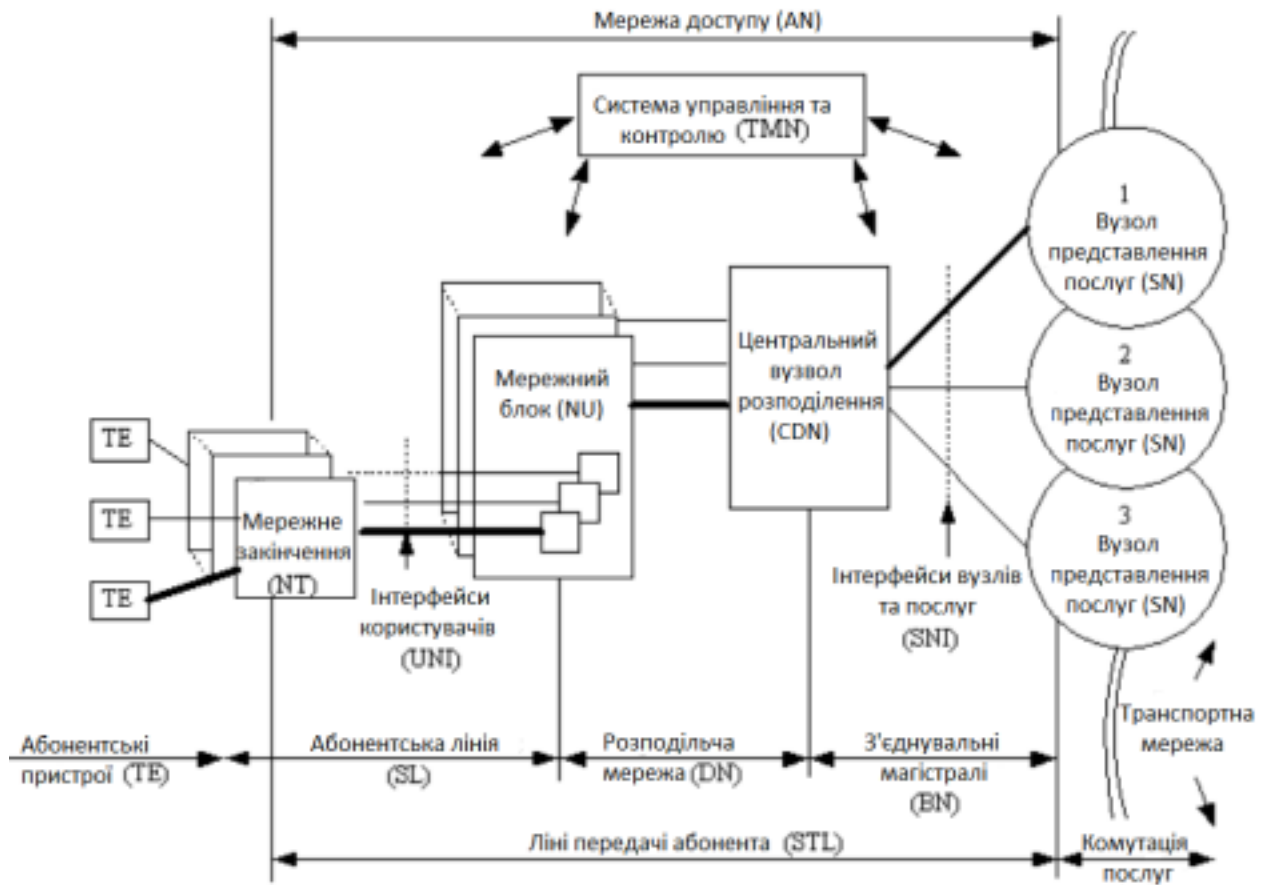 Мережа доступу (AN)
Система управління та
контролю (TMN)
1
Вузол
представлення
послуг (SN)
Центральний
вузвол
розподілення
(CDN)
2
Вузол
представлення
послуг (SN)
Мережний
блок (NU)
TE
TE
TE
Мережне
закінчення
(NT)
3
Вузол
представлення
послуг (SN)
Інтерфейси
користувачів
(UNI)
Інтерфейси вузлів
та послуг
(SNI)
Транспортна
мережа
Абонентські
пристрої (TE)
Абонентська лінія
(SL)
Розподільча
мережа (DN)
З'єднувальні
магістралі
(BN)
Ліні передачі абонента (STL)
Комутація
послуг